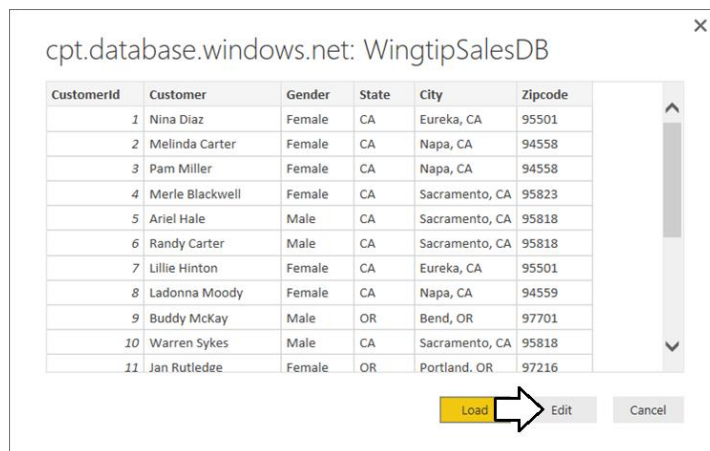 cpt.database.windows.net: WingtipSalesDB
CustomerId Customer Gender State City Zipcode
1 Nina Diaz Female CA Eureka, CA 95501
2 Melinda Carter Female CA Napa, CA 94558
3 Pam Miller Female CA Napa, CA 94558
4 Merle Blackwell Female CA Sacramento, CA 95823
5 Ariel Hale Male CA Sacramento, CA 95818
6 Randy Carter Male CA Sacramento, CA 95818
7 Lillie Hinton Female CA Eureka, CA 95501
8 Ladonna Moody Female CA Napa, CA 94559
9 Buddy McKay Male OR Bend, OR 97701
10 Warren Sykes Male CA Sacramento, CA 95818
11 Jan Rutledge Female OR Portland, OR 97216
Load Edit Cancel